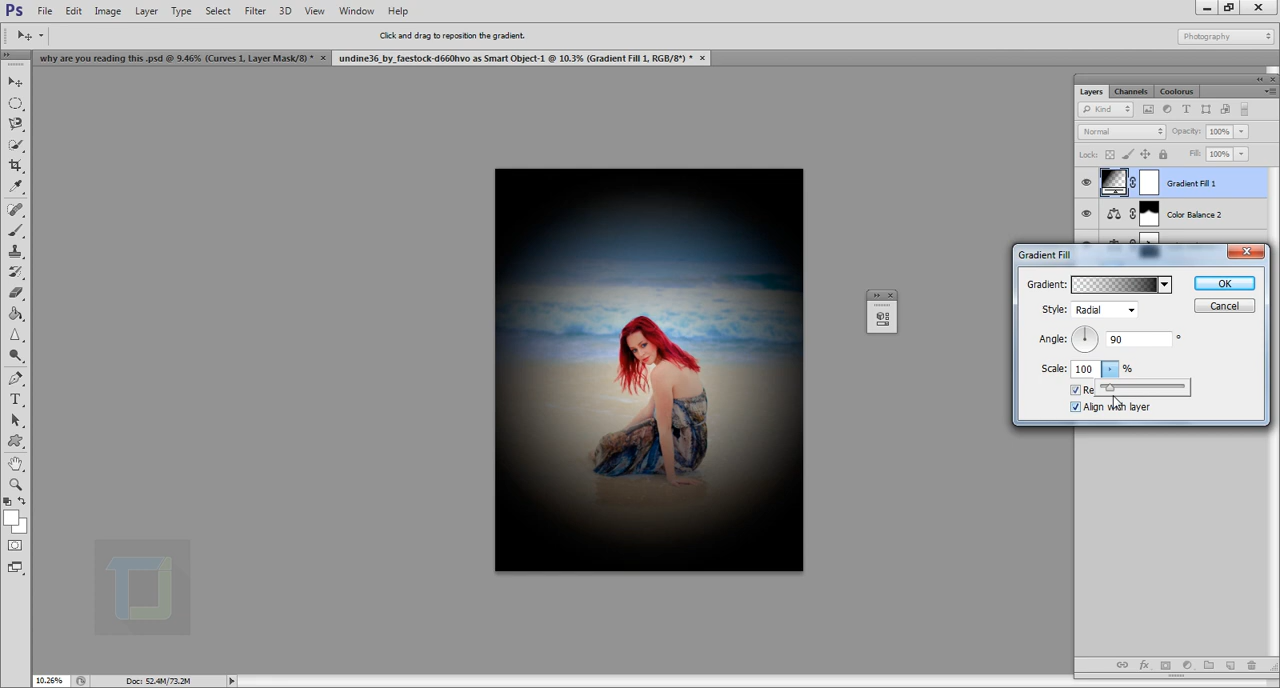 Ps File Edit Image Layer Type Select Filter 3D View Window Help
Click and drag to reposition the gradient.
Photography
why are you reading this .psd @ 9.46% (Curves 1, Layer Mask/8) * ×
undine36_by_faestock-d660hvo as Smart Object-1 @ 10.3% (Gradient Fill 1, RGB/8*) * ×
Layers Channels Coolorus
Kind
Normal Opacity: 100%
Lock: Fill: 100%
Gradient Fill 1
Color Balance 2
Gradient Fill
Gradient: OK
Style: Radial Cancel
Angle: 90 °
Scale: 100 %
Re
Align with layer
TJ
10.26% Doc: 52.4M/73.2M